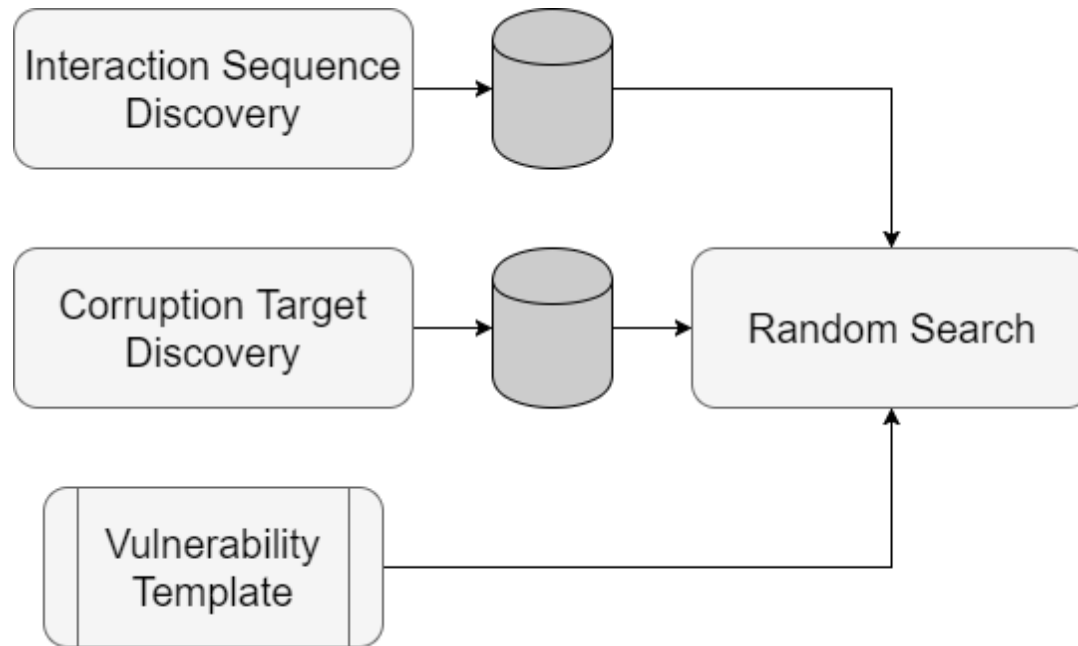 Interaction Sequence
Discovery
Corruption Target
Discovery
Random Search
Vulnerability
Template